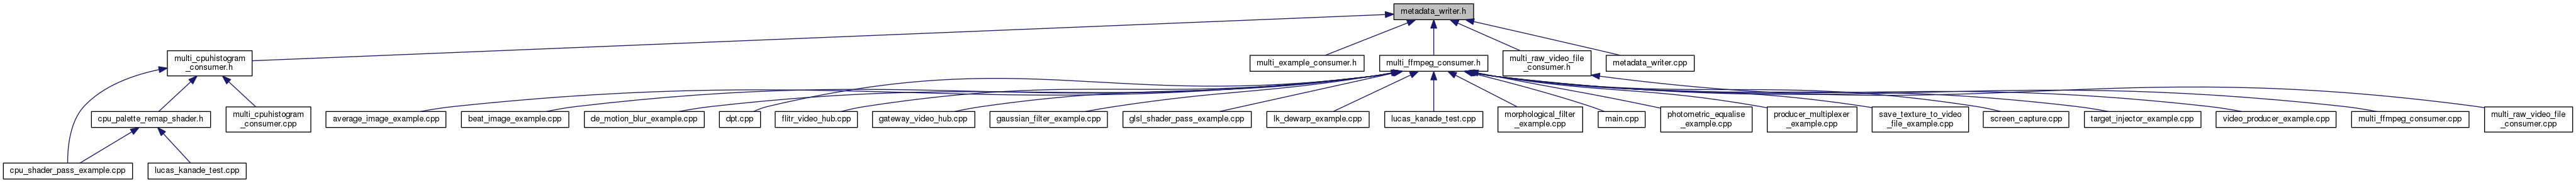 metadata_writer.h
multi_cpuhistogram
_consumer.h
multi_example_consumer.h
multi_ffmpeg_consumer.h
multi_raw_video_file
_consumer.h
metadata_writer.cpp
cpu_palette_remap_shader.h
multi_cpuhistogram
_consumer.cpp
average_image_example.cpp
beat_image_example.cpp
de_motion_blur_example.cpp
dpt.cpp
flitr_video_hub.cpp
gateway_video_hub.cpp
gaussian_filter_example.cpp
glsl_shader_pass_example.cpp
lk_dewarp_example.cpp
lucas_kanade_test.cpp
morphological_filter
_example.cpp
main.cpp
photometric_equalise
_example.cpp
producer_multiplexer
_example.cpp
save_texture_to_video
_file_example.cpp
screen_capture.cpp
target_injector_example.cpp
video_producer_example.cpp
multi_ffmpeg_consumer.cpp
multi_raw_video_file
_consumer.cpp
cpu_shader_pass_example.cpp
lucas_kanade_test.cpp